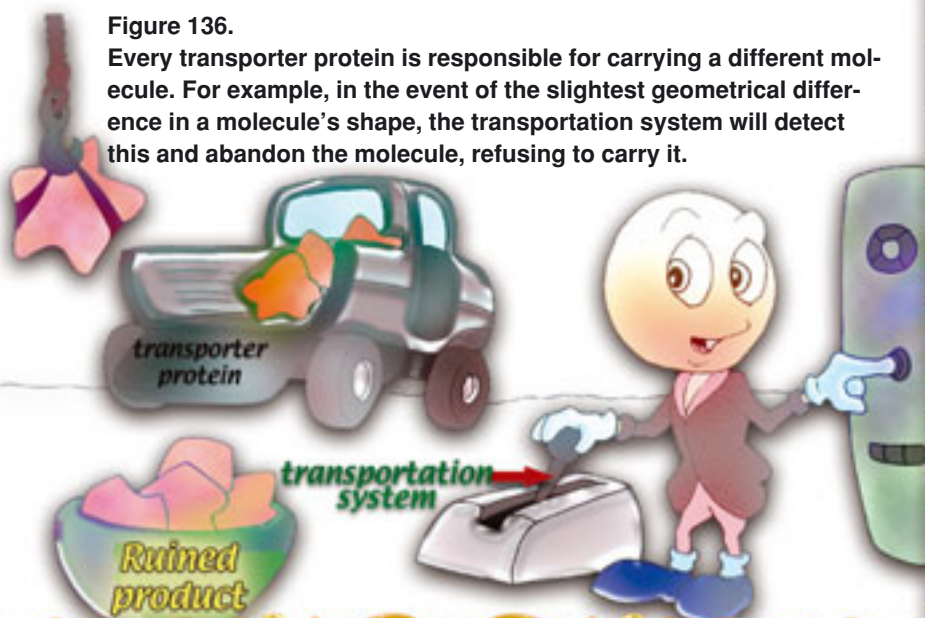 Figure 136.
Every transporter protein is responsible for carrying a different mol-
ecule. For example, in the event of the slightest geometrical differ-
ence in a molecule's shape, the transportation system will detect
this and abandon the molecule, refusing to carry it.
transporter
protein
transportation
system
Ruined
product